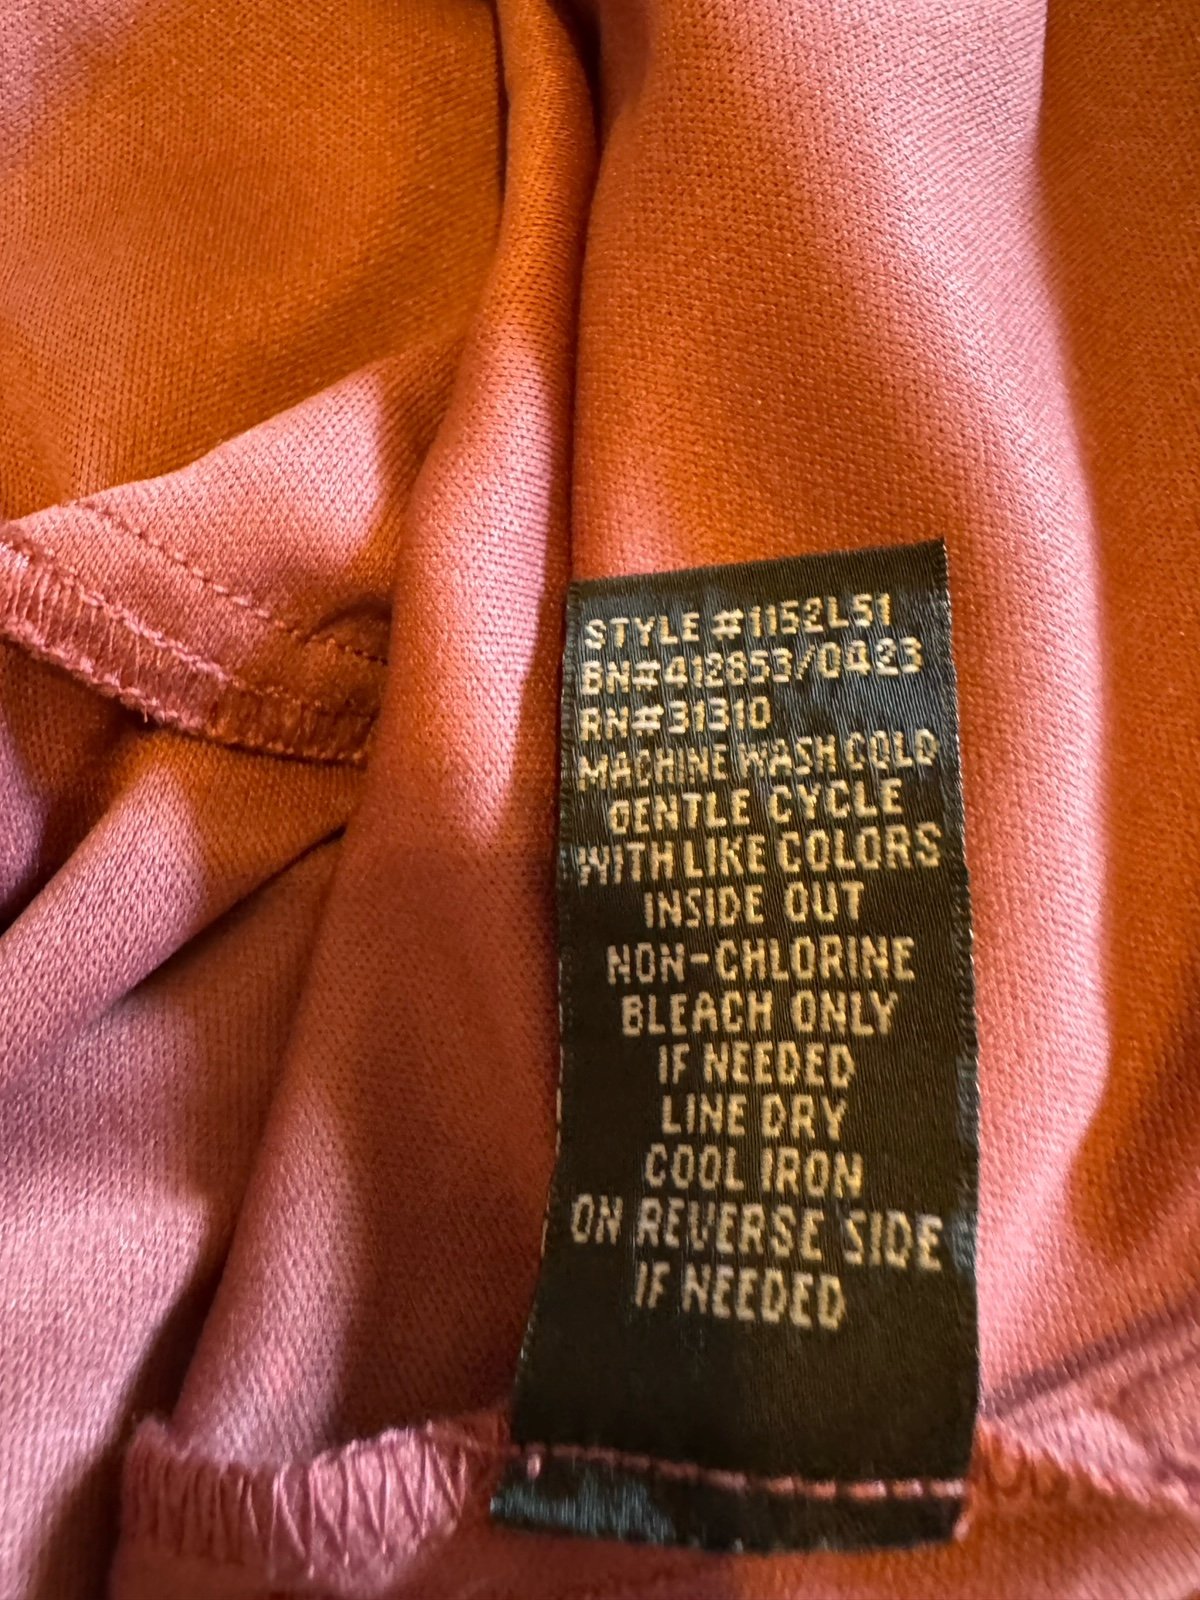 STYLE #1152L51
BN#412853/0423
RN#31310
MACHINE WASH COLD
GENTLE CYCLE
WITH LIKE COLORS
INSIDE OUT
NON-CHLORINE
BLEACH ONLY
IF NEEDED
LINE DRY
COOL IRON
ON REVERSE SIDE
IF NEEDED